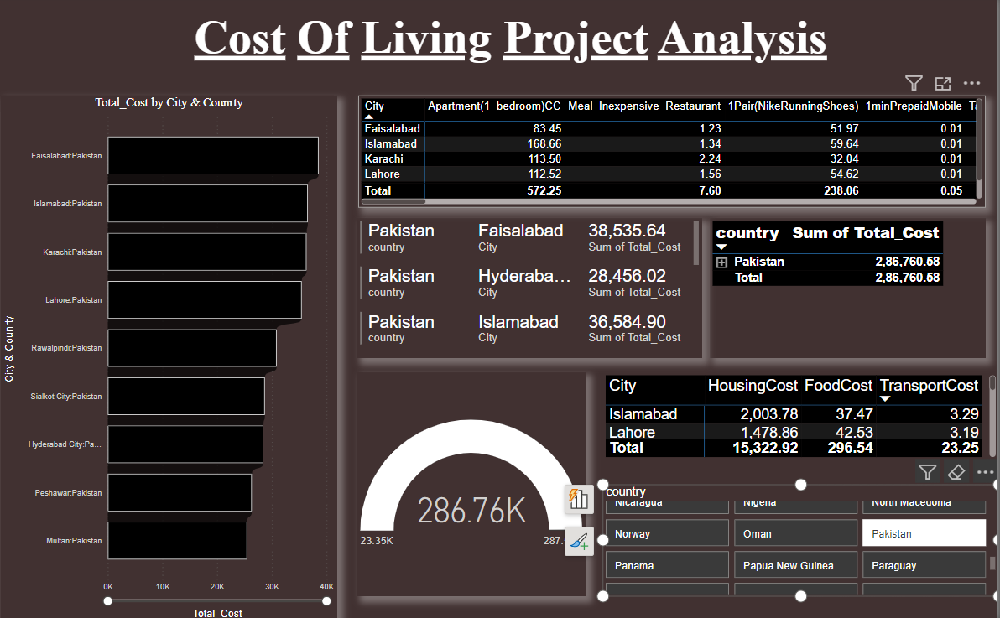 Cost Of Living Project Analysis
Total_Cost by City & Counrty
City & Counrty
Faisalabad:Pakistan
Islamabad:Pakistan
Karachi:Pakistan
Lahore:Pakistan
Rawalpindi:Pakistan
Sialkot City:Pakistan
Hyderabad City:Pa...
Peshawar:Pakistan
Multan:Pakistan
0K 10K 20K 30K 40K
Total_Cost
City Apartment(1_bedroom)CC Meal_Inexpensive_Restaurant 1Pair(NikeRunningShoes) 1minPrepaidMobile Ta
Faisalabad 83.45 1.23 51.97 0.01
Islamabad 168.66 1.34 59.64 0.01
Karachi 113.50 2.24 32.04 0.01
Lahore 112.52 1.56 54.62 0.01
Total 572.25 7.60 238.06 0.05
Pakistan Faisalabad 38,535.64
country City Sum of Total_Cost
Pakistan Hyderaba... 28,456.02
country City Sum of Total_Cost
Pakistan Islamabad 36,584.90
country City Sum of Total_Cost
country Sum of Total_Cost
Pakistan 2,86,760.58
Total 2,86,760.58
286.76K
23.35K 287.
City HousingCost FoodCost TransportCost
Islamabad 2,003.78 37.47 3.29
Lahore 1,478.86 42.53 3.19
Total 15,322.92 296.54 23.25
country
Nicaragua Nigeria North Macedonia
Norway Oman Pakistan
Panama Papua New Guinea Paraguay